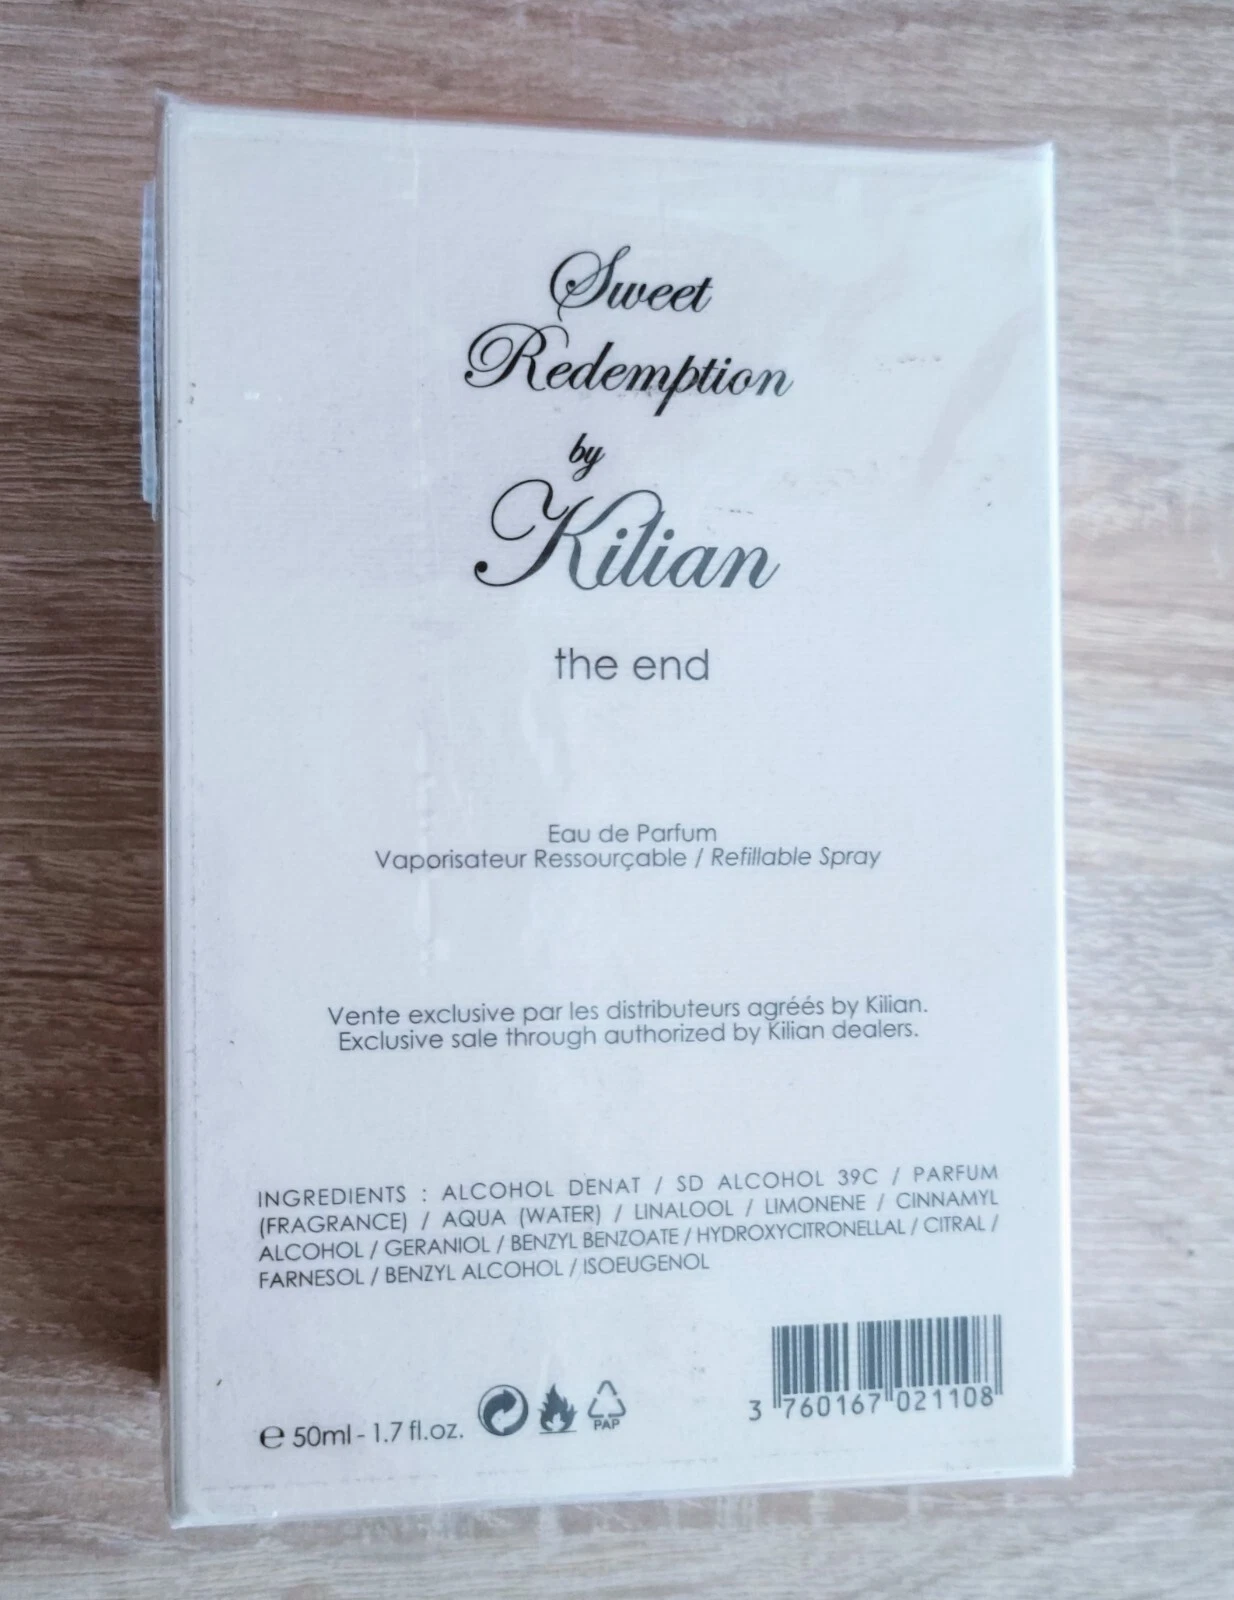 Sweet
Redemption
by
Kilian
the end
Eau de Parfum
Vaporisateur Ressourçable / Refillable Spray
Vente exclusive par les distributeurs agréés by Kilian.
Exclusive sale through authorized by Kilian dealers.
INGREDIENTS : ALCOHOL DENAT / SD ALCOHOL 39C / PARFUM
(FRAGRANCE) / AQUA (WATER) / LINALOOL / LIMONENE / CINNAMYL
ALCOHOL / GERANIOL / BENZYL BENZOATE / HYDROXYCITRONELLAL / CITRAL /
FARNESOL / BENZYL ALCOHOL / ISOEUGENOL
℮ 50ml - 1.7 fl.oz.
PAP
3 760167 021108